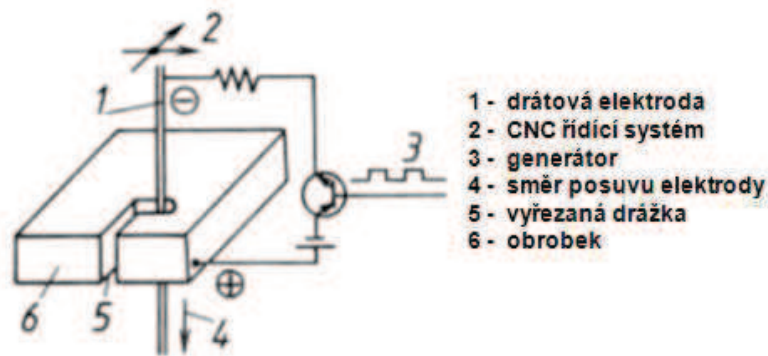 2
1
⊖
3
⊕
6
5
4
1 - drátová elektroda
2 - CNC řídící systém
3 - generátor
4 - směr posuvu elektrody
5 - vyřezaná drážka
6 - obrobek